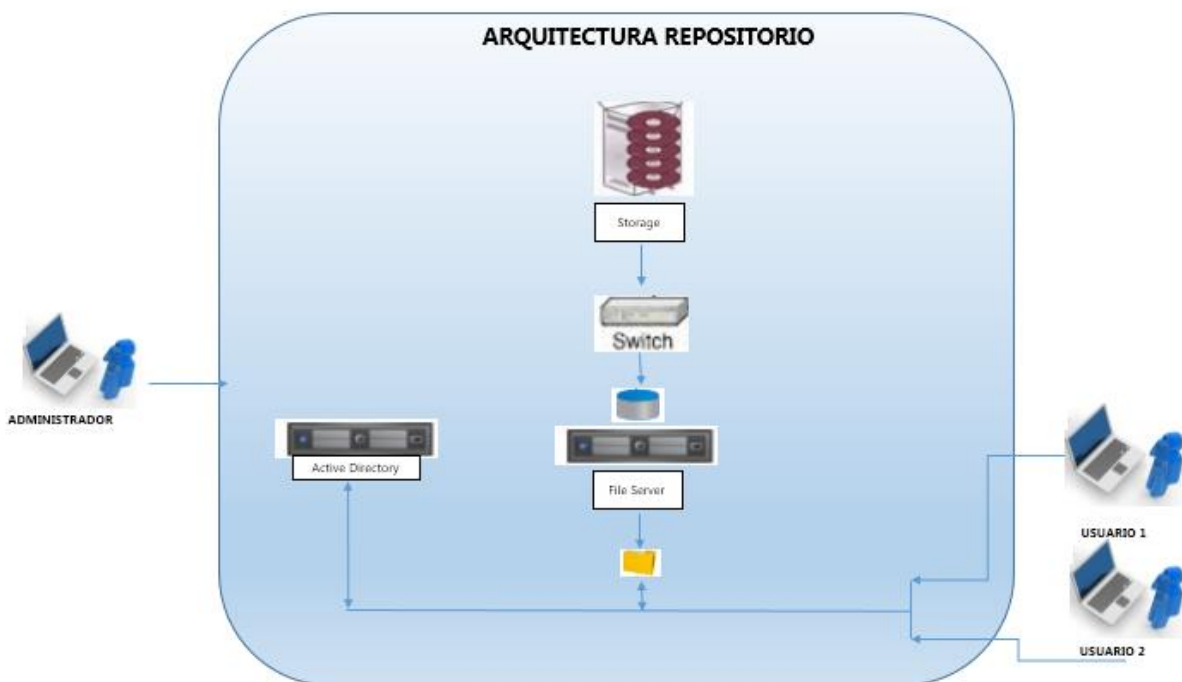 ARQUITECTURA REPOSITORIO
Storage
Switch
ADMINISTRADOR
Active Directory
File Server
USUARIO 1
USUARIO 2